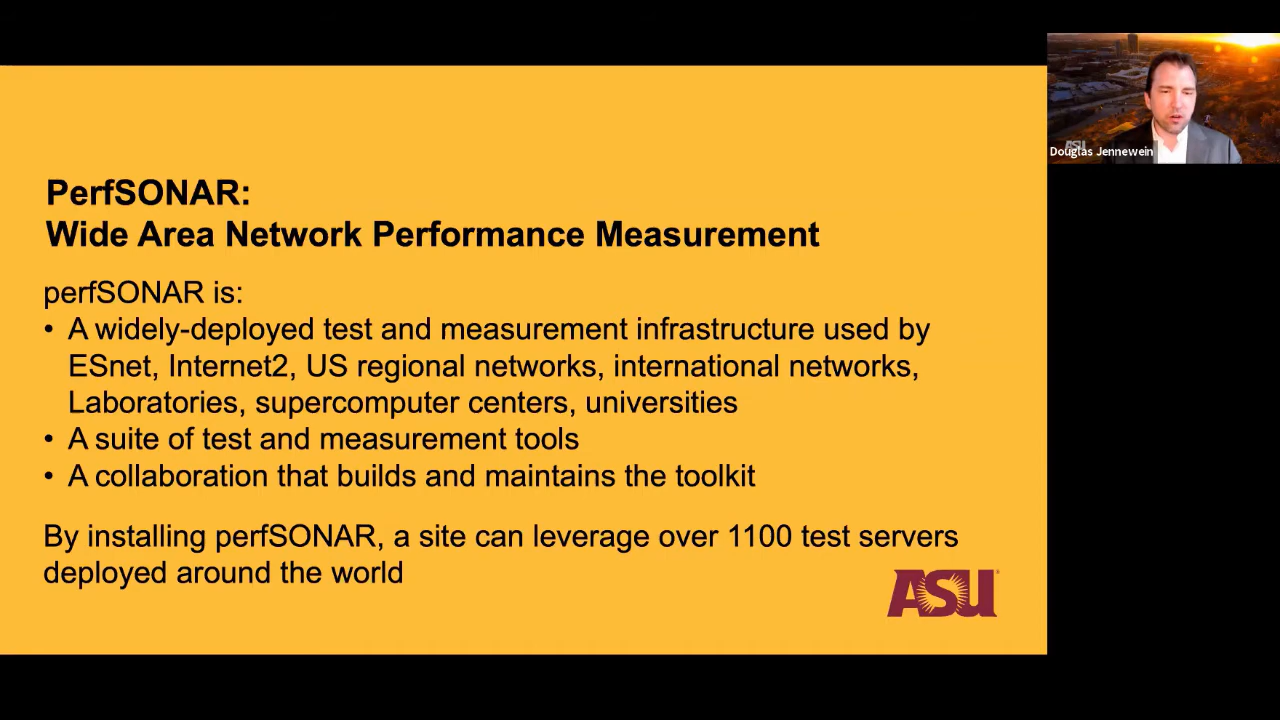 PerfSONAR:
Wide Area Network Performance Measurement
perfSONAR is:
• A widely-deployed test and measurement infrastructure used by
ESnet, Internet2, US regional networks, international networks,
Laboratories, supercomputer centers, universities
• A suite of test and measurement tools
• A collaboration that builds and maintains the toolkit
By installing perfSONAR, a site can leverage over 1100 test servers
deployed around the world
ASU
ASU
Douglas Jennewein